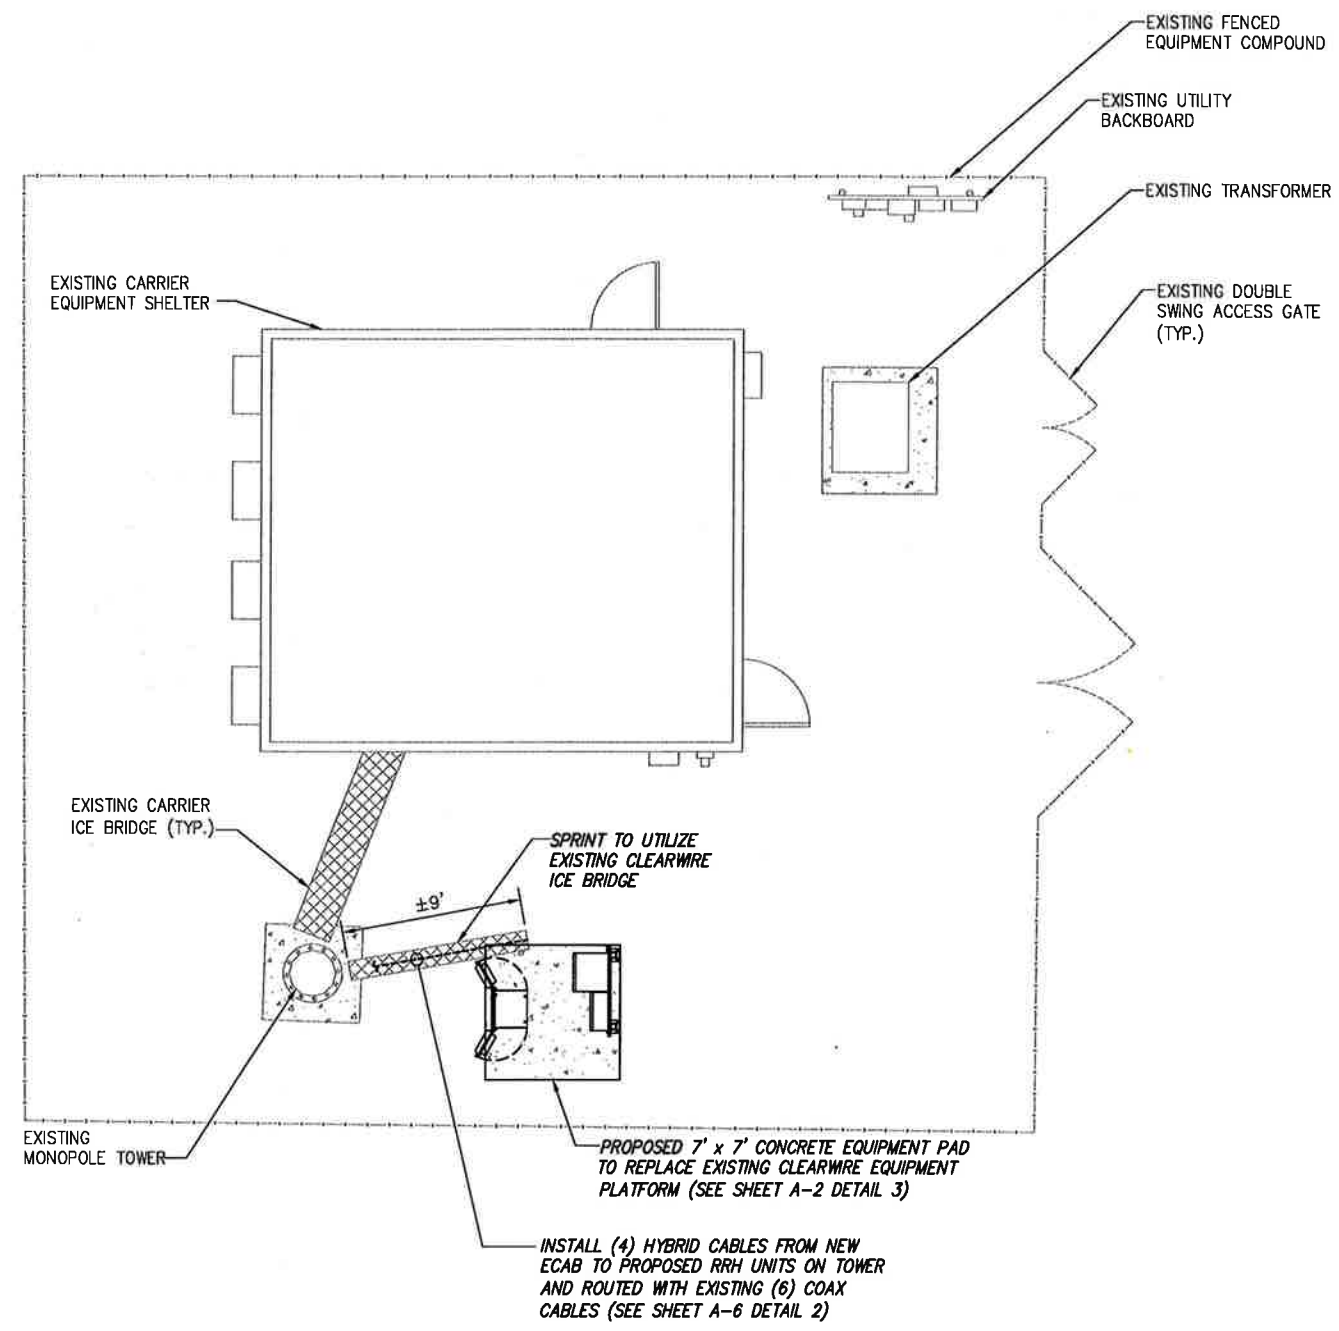 EXISTING FENCED
EQUIPMENT COMPOUND
EXISTING UTILITY
BACKBOARD
EXISTING TRANSFORMER
EXISTING CARRIER
EQUIPMENT SHELTER
EXISTING DOUBLE
SWING ACCESS GATE
(TYP.)
EXISTING CARRIER
ICE BRIDGE (TYP.)
SPRINT TO UTILIZE
EXISTING CLEARWIRE
ICE BRIDGE
±9'
EXISTING
MONOPOLE TOWER
PROPOSED 7' x 7' CONCRETE EQUIPMENT PAD
TO REPLACE EXISTING CLEARWIRE EQUIPMENT
PLATFORM (SEE SHEET A-2 DETAIL 3)
INSTALL (4) HYBRID CABLES FROM NEW
ECAB TO PROPOSED RRH UNITS ON TOWER
AND ROUTED WITH EXISTING (6) COAX
CABLES (SEE SHEET A-6 DETAIL 2)